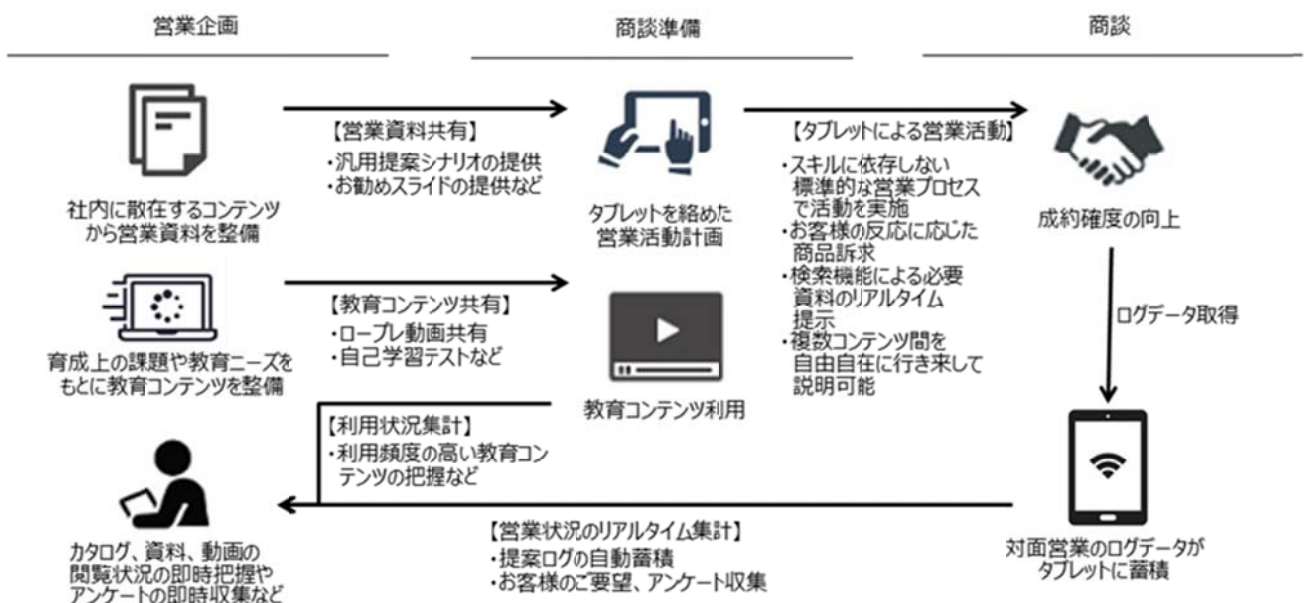 営業企画
商談準備
商談
【営業資料共有】
・汎用提案シナリオの提供
・お勧めスライドの提供など
【タブレットによる営業活動】
・スキルに依存しない
標準的な営業プロセス
で活動を実施
・お客様の反応に応じた
商品訴求
・検索機能による必要
資料のリアルタイム
提示
・複数コンテンツ間を
自由自在に行き来して
説明可能
社内に散在するコンテンツ
から営業資料を整備
タブレットを絡めた
営業活動計画
成約確度の向上
【教育コンテンツ共有】
・ロープレ動画共有
・自己学習テストなど
ログデータ取得
育成上の課題や教育ニーズを
もとに教育コンテンツを整備
教育コンテンツ利用
【利用状況集計】
・利用頻度の高い教育コン
テンツの把握など
【営業状況のリアルタイム集計】
・提案ログの自動蓄積
・お客様のご要望、アンケート収集
カタログ、資料、動画の
閲覧状況の即時把握や
アンケートの即時収集など
対面営業のログデータが
タブレットに蓄積